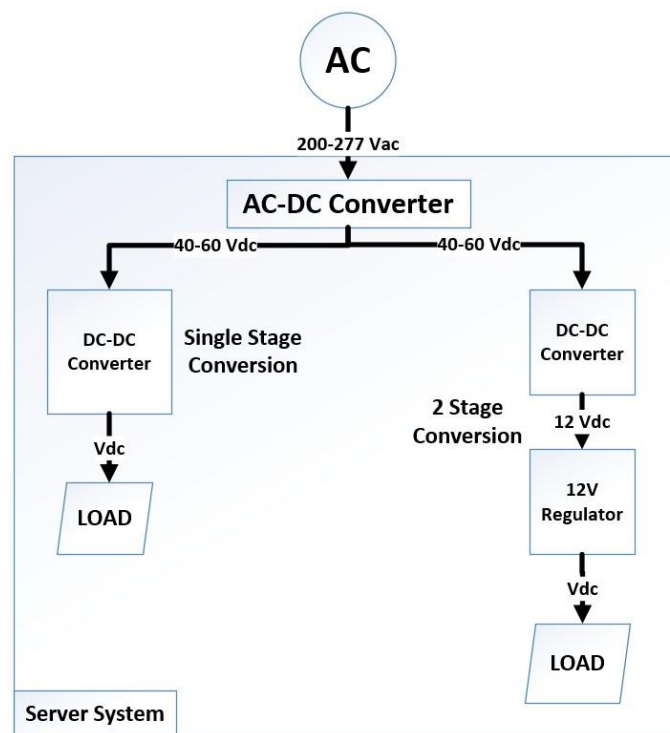 AC
200-277 Vac
AC-DC Converter
40-60 Vdc
40-60 Vdc
DC-DC
Converter
Single Stage
Conversion
DC-DC
Converter
2 Stage
Conversion
12 Vdc
Vdc
LOAD
12V
Regulator
Vdc
LOAD
Server System